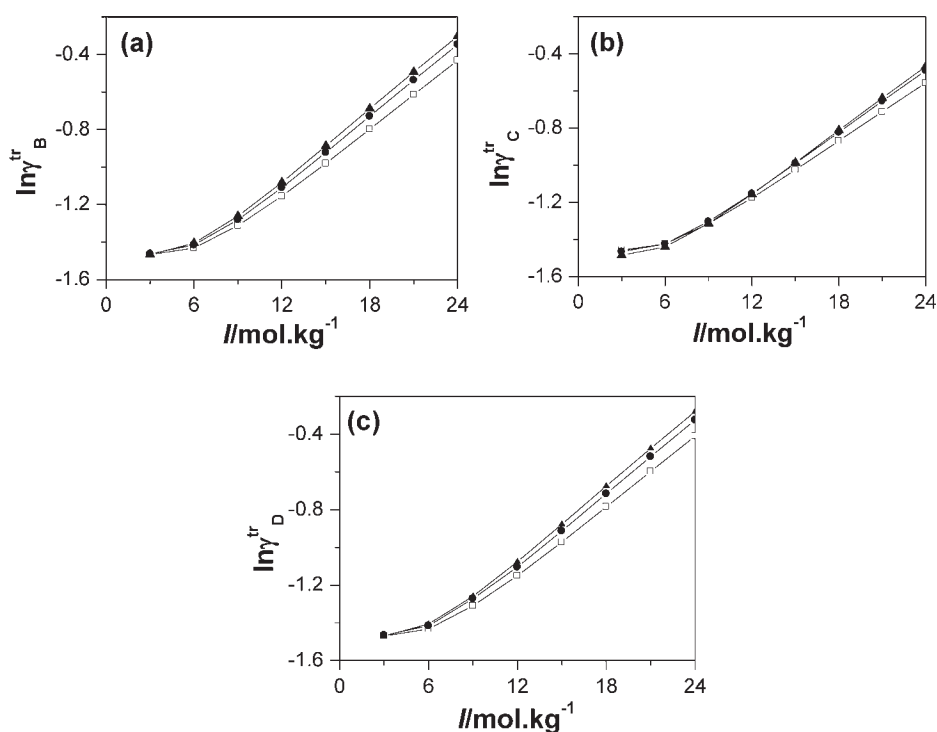 (a)
-0.4
-0.8
-1.2
-1.6
0 6 12 18 24
lnγ^tr_B
I/mol.kg^-1
(b)
-0.4
-0.8
-1.2
-1.6
0 6 12 18 24
lnγ^tr_C
I/mol.kg^-1
(c)
-0.4
-0.8
-1.2
-1.6
0 6 12 18 24
lnγ^tr_D
I/mol.kg^-1